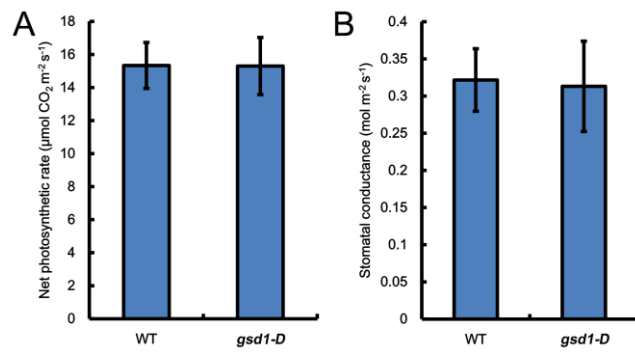 A
Net photosynthetic rate (μmol CO₂ m⁻² s⁻¹)
18
16
14
12
10
8
6
4
2
0
WT
gsd1-D
B
Stomatal conductance (mol m⁻² s⁻¹)
0.4
0.35
0.3
0.25
0.2
0.15
0.1
0.05
0
WT
gsd1-D